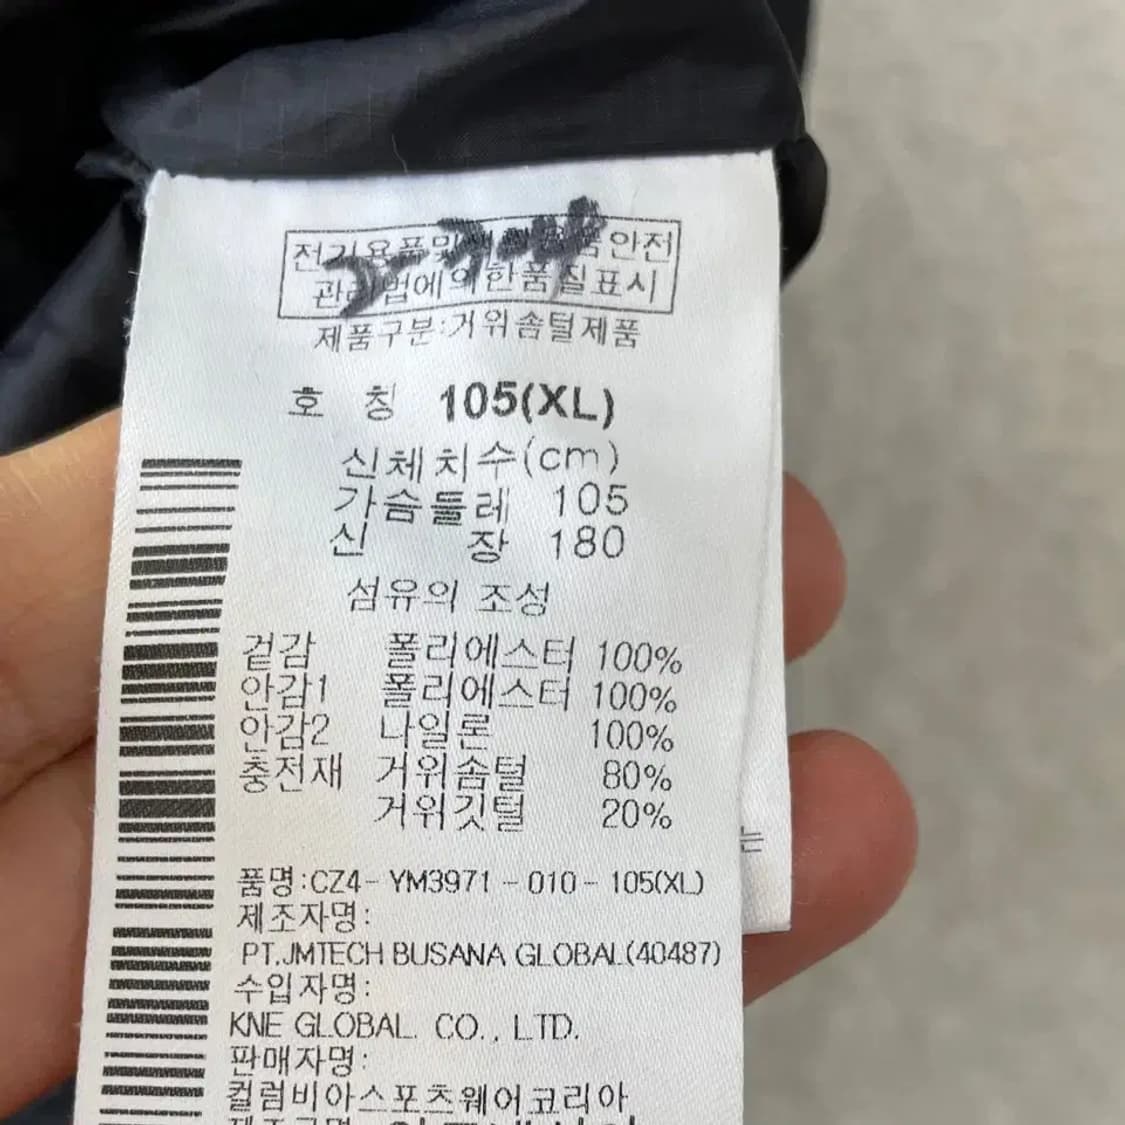 전기용품및생활용품안전
관리법에의한품질표시
제품구분:거위솜털제품
호 칭 105(XL)
신체치수(cm)
가슴둘레 105
신 장 180
섬유의 조성
겉감 폴리에스터 100%
안감1 폴리에스터 100%
안감2 나일론 100%
충전재 거위솜털 80%
거위깃털 20%
는
품명:CZ4-YM3971-010-105(XL)
제조자명:
PT.JMTECH BUSANA GLOBAL(40487)
수입자명:
KNE GLOBAL. CO., LTD.
판매자명:
컬럼비아스포츠웨어코리아